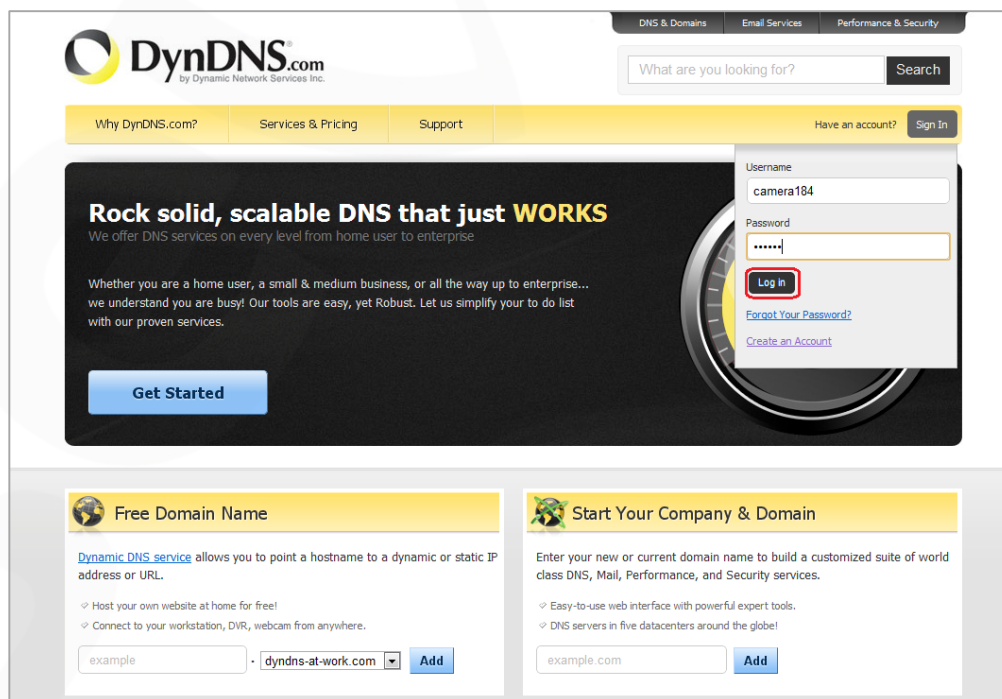 DNS & Domains Email Services Performance & Security
DynDNS.com
by Dynamic Network Services Inc.
What are you looking for? Search
Why DynDNS.com? Services & Pricing Support Have an account? Sign In
Username
camera184
Password
••••••
Log in
Forgot Your Password?
Create an Account
Rock solid, scalable DNS that just WORKS
We offer DNS services on every level from home user to enterprise
Whether you are a home user, a small & medium business, or all the way up to enterprise...
we understand you are busy! Our tools are easy, yet Robust. Let us simplify your to do list
with our proven services.
Get Started
Free Domain Name
Dynamic DNS service allows you to point a hostname to a dynamic or static IP
address or URL.
Host your own website at home for free!
Connect to your workstation, DVR, webcam from anywhere.
example . dyndns-at-work.com Add
Start Your Company & Domain
Enter your new or current domain name to build a customized suite of world
class DNS, Mail, Performance, and Security services.
Easy-to-use web interface with powerful expert tools.
DNS servers in five datacenters around the globe!
example.com Add